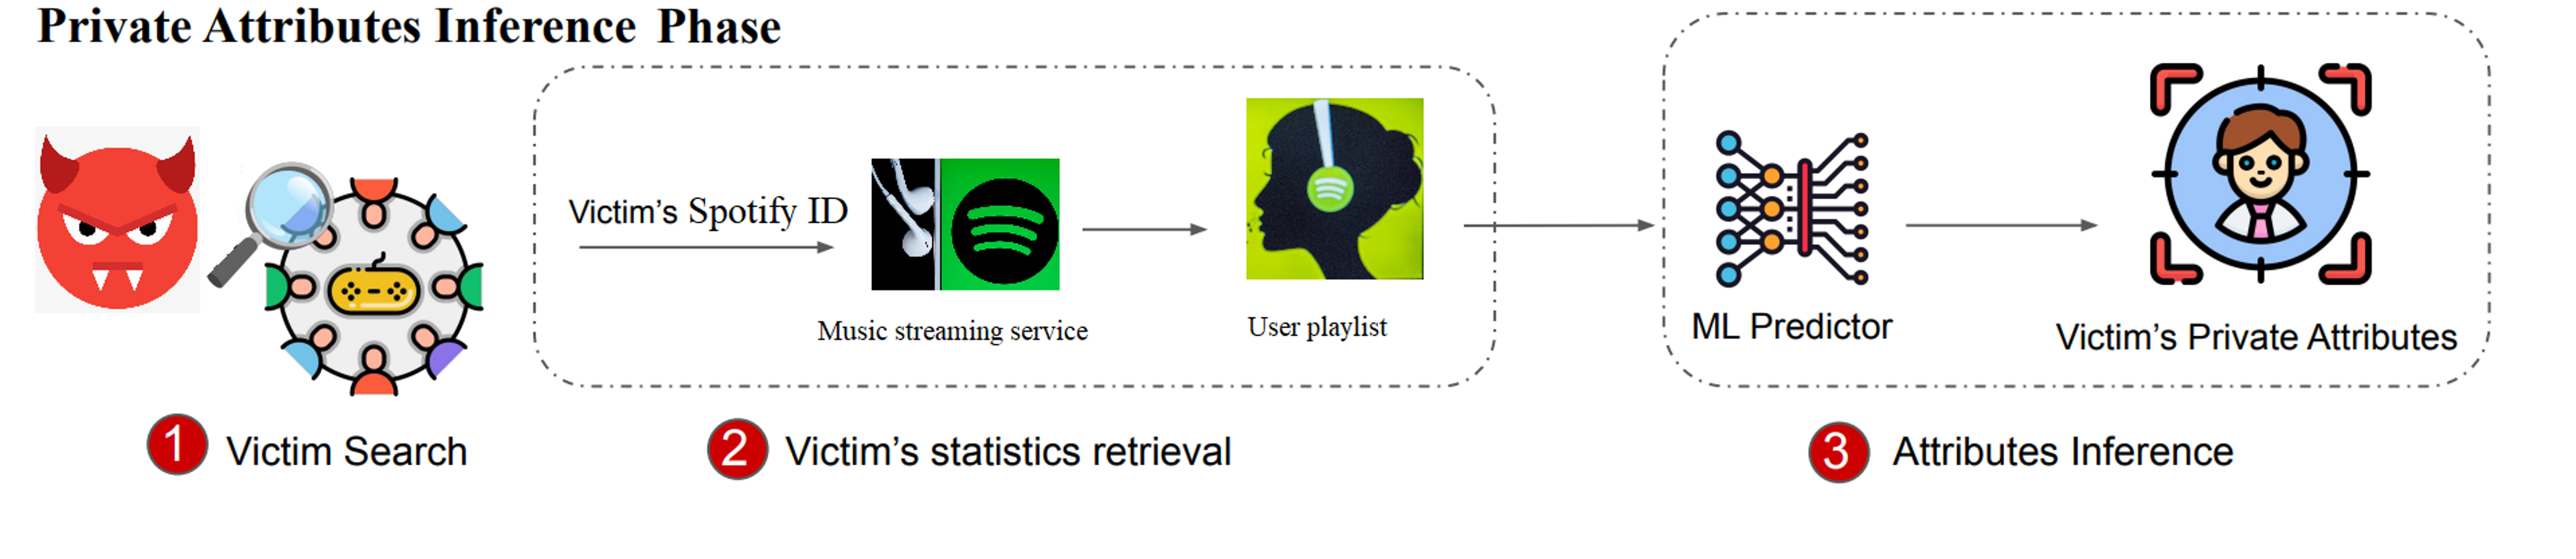 Private Attributes Inference Phase
Victim's Spotify ID
Music streaming service
User playlist
ML Predictor
Victim's Private Attributes
1 Victim Search
2 Victim's statistics retrieval
3 Attributes Inference